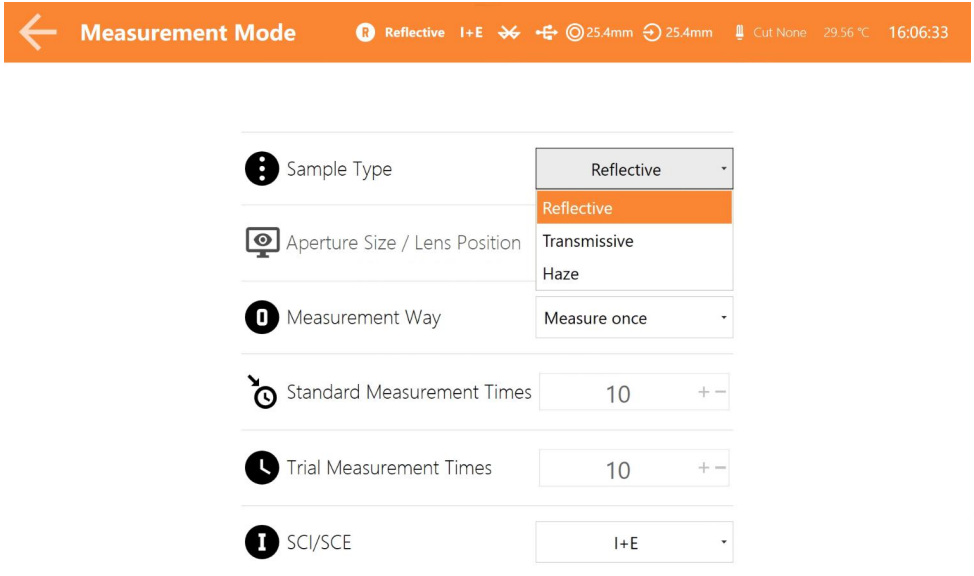 Measurement Mode R Reflective I+E 25.4mm 25.4mm Cut None 29.56 °C 16:06:33
Sample Type Reflective
Reflective
Aperture Size / Lens Position Transmissive
Haze
Measurement Way Measure once
Standard Measurement Times 10 + −
Trial Measurement Times 10 + −
I SCI/SCE I+E